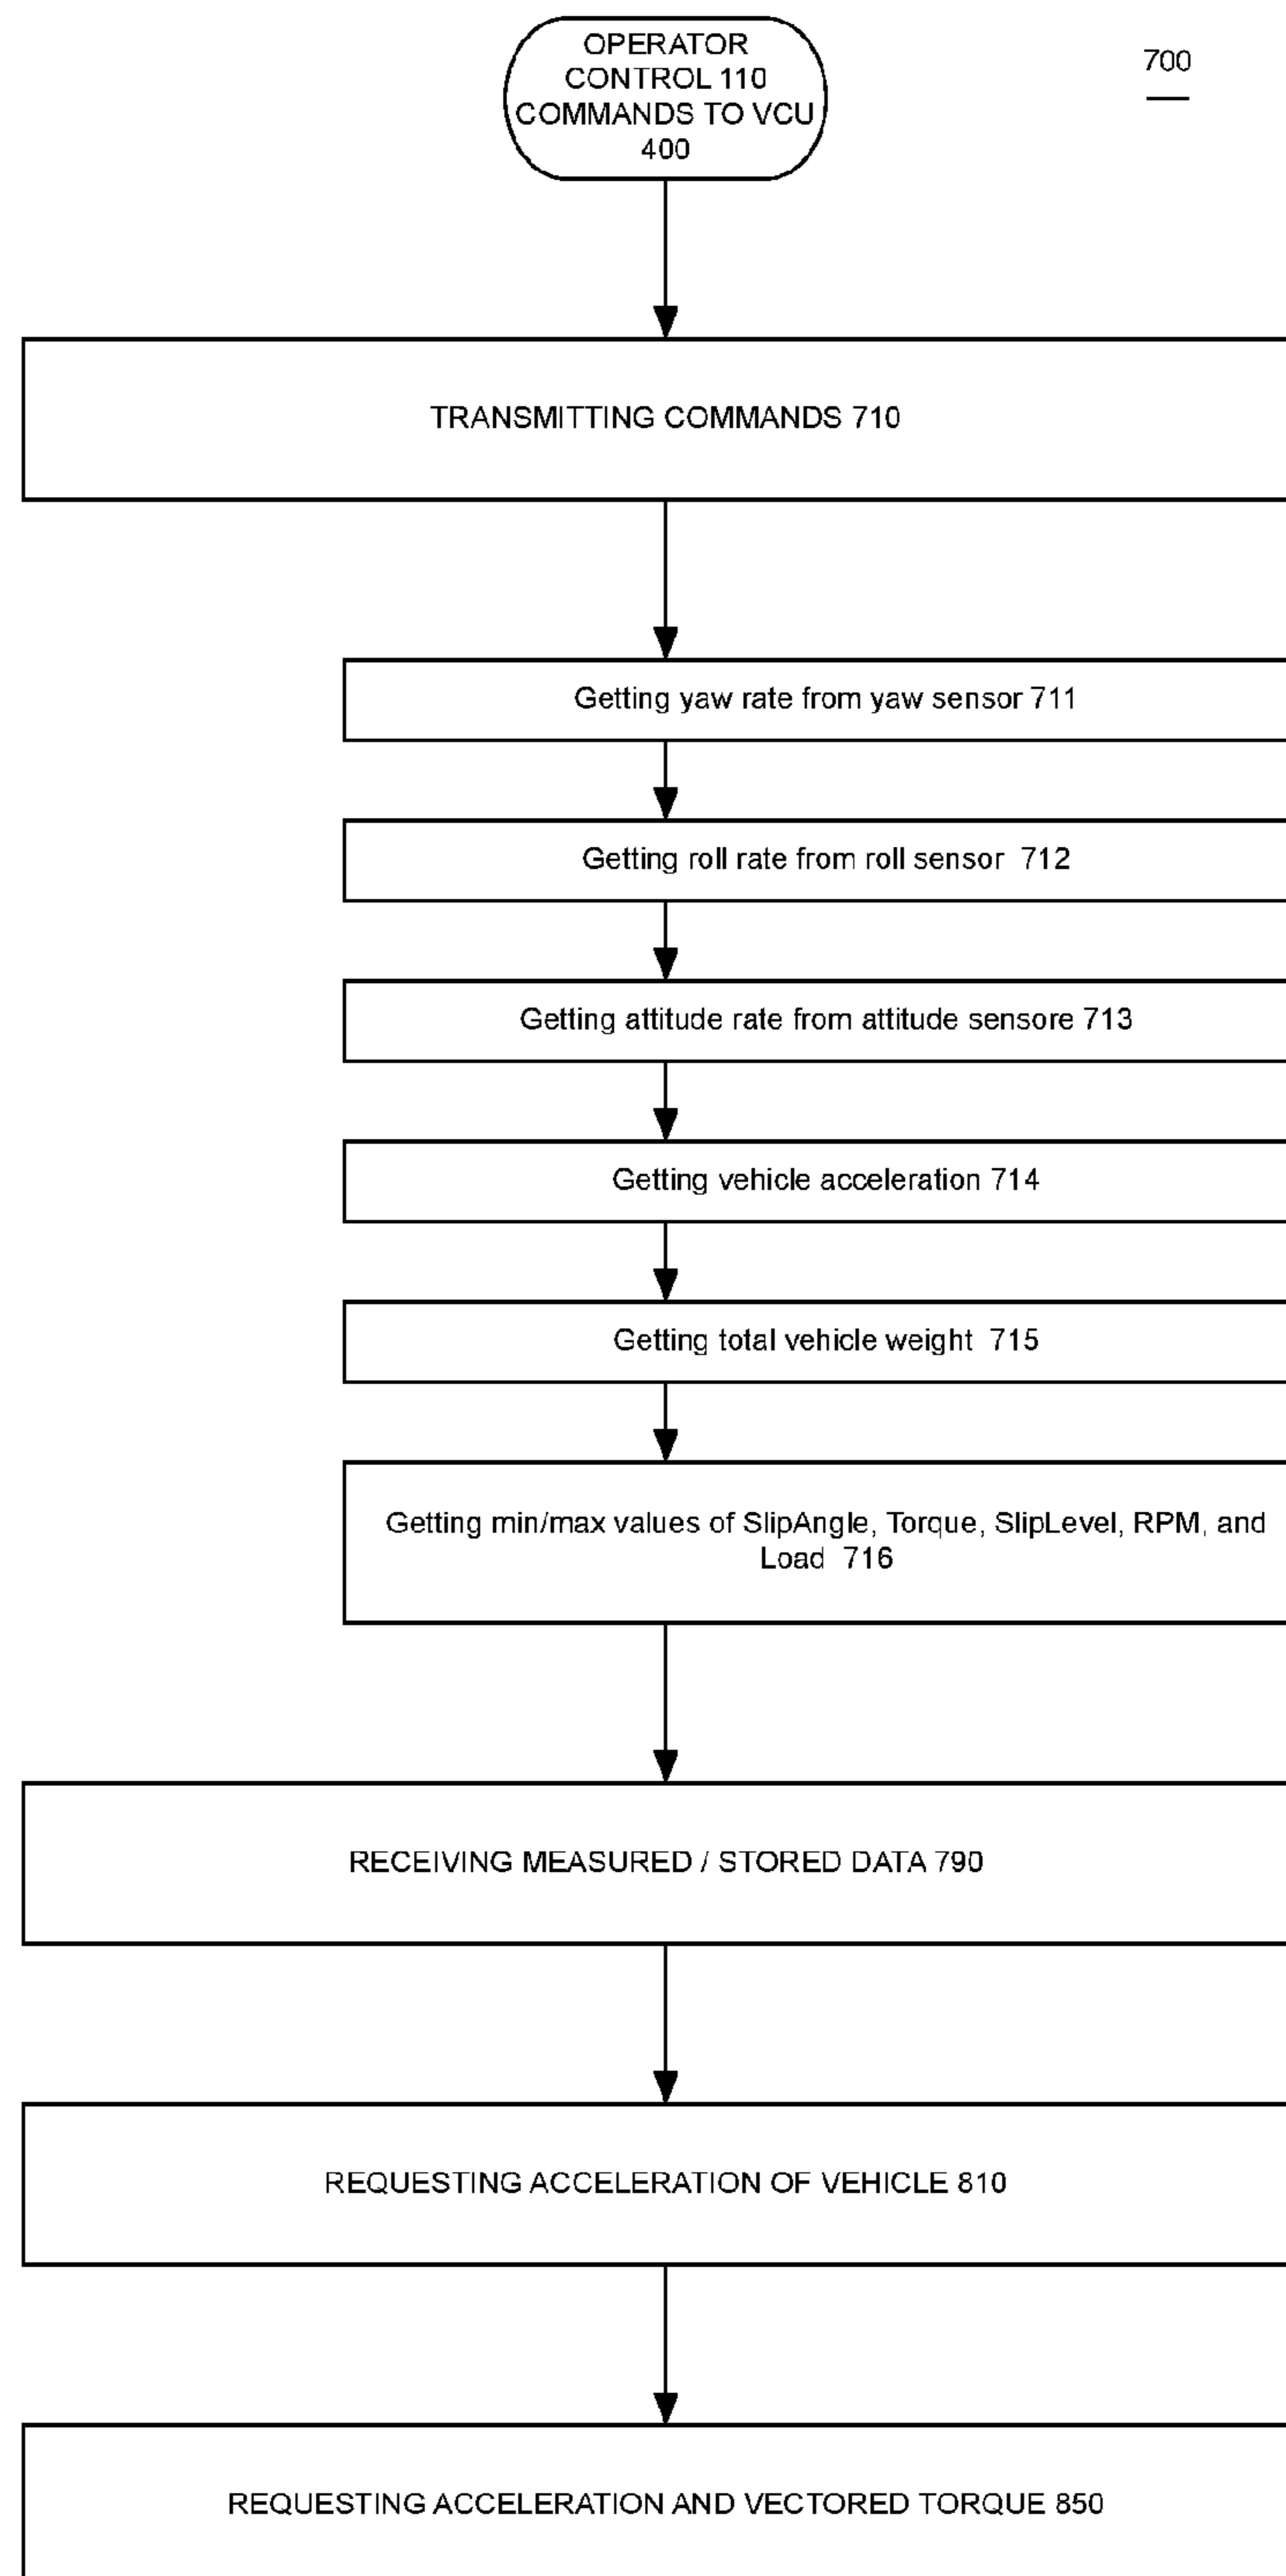 OPERATOR
CONTROL 110
COMMANDS TO VCU
400
700
TRANSMITTING COMMANDS 710
Getting yaw rate from yaw sensor 711
Getting roll rate from roll sensor 712
Getting attitude rate from attitude sensore 713
Getting vehicle acceleration 714
Getting total vehicle weight 715
Getting min/max values of SlipAngle, Torque, SlipLevel, RPM, and
Load 716
RECEIVING MEASURED / STORED DATA 790
REQUESTING ACCELERATION OF VEHICLE 810
REQUESTING ACCELERATION AND VECTORED TORQUE 850